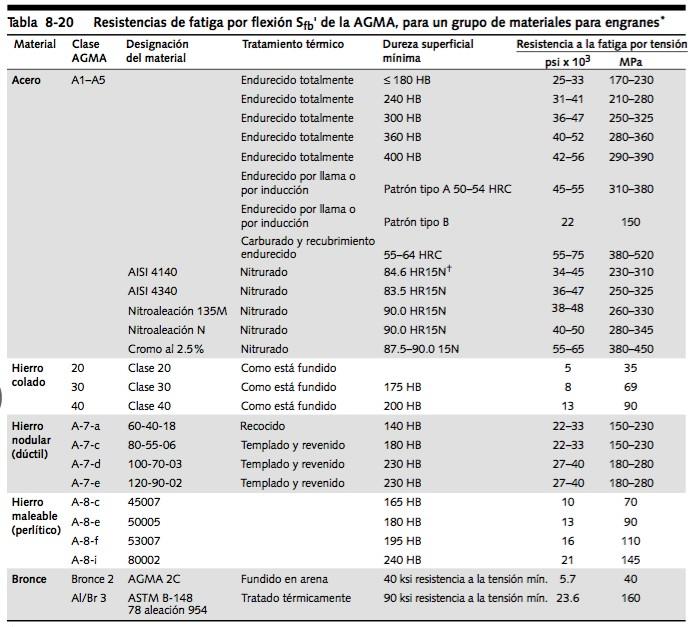 Tabla 8-20 Resistencias de fatiga por flexión Sfb' de la AGMA, para un grupo de materiales para engranes*
Material Clase AGMA Designación del material Tratamiento térmico Dureza superficial mínima Resistencia a la fatiga por tensión
psi x 10³ MPa
Acero A1–A5 Endurecido totalmente ≤ 180 HB 25–33 170–230
Endurecido totalmente 240 HB 31–41 210–280
Endurecido totalmente 300 HB 36–47 250–325
Endurecido totalmente 360 HB 40–52 280–360
Endurecido totalmente 400 HB 42–56 290–390
Endurecido por llama o
por inducción Patrón tipo A 50–54 HRC 45–55 310–380
Endurecido por llama o
por inducción Patrón tipo B 22 150
Carburado y recubrimiento
endurecido 55–64 HRC 55–75 380–520
AISI 4140 Nitrurado 84.6 HR15N† 34–45 230–310
AISI 4340 Nitrurado 83.5 HR15N 36–47 250–325
Nitroaleación 135M Nitrurado 90.0 HR15N 38–48 260–330
Nitroaleación N Nitrurado 90.0 HR15N 40–50 280–345
Cromo al 2.5% Nitrurado 87.5–90.0 15N 55–65 380–450
Hierro colado 20 Clase 20 Como está fundido 5 35
30 Clase 30 Como está fundido 175 HB 8 69
40 Clase 40 Como está fundido 200 HB 13 90
Hierro nodular (dúctil) A-7-a 60-40-18 Recocido 140 HB 22–33 150–230
A-7-c 80-55-06 Templado y revenido 180 HB 22–33 150–230
A-7-d 100-70-03 Templado y revenido 230 HB 27–40 180–280
A-7-e 120-90-02 Templado y revenido 230 HB 27–40 180–280
Hierro maleable (perlítico) A-8-c 45007 165 HB 10 70
A-8-e 50005 180 HB 13 90
A-8-f 53007 195 HB 16 110
A-8-i 80002 240 HB 21 145
Bronce Bronce 2 AGMA 2C Fundido en arena 40 ksi resistencia a la tensión mín. 5.7 40
Al/Br 3 ASTM B-148 Tratado térmicamente 90 ksi resistencia a la tensión mín. 23.6 160
78 aleación 954